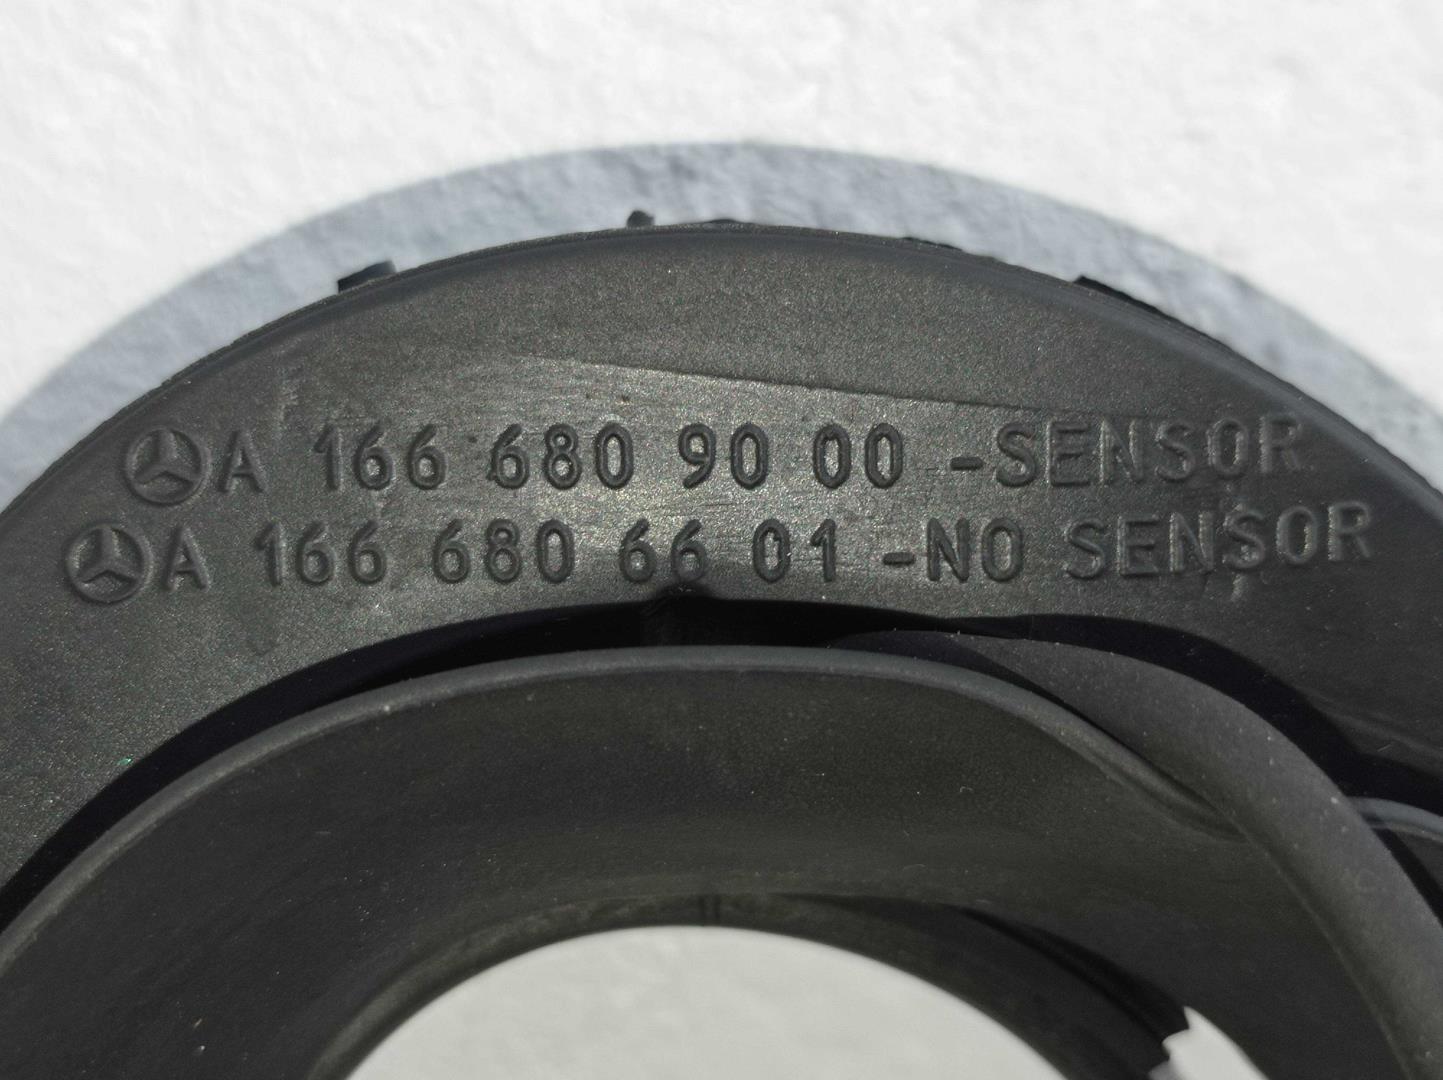 A 166 680 90 00 -SENSOR
A 166 680 66 01 -NO SENSOR